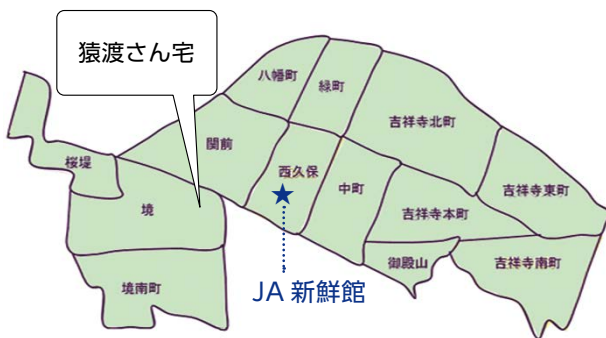 猿渡さん宅
八幡町
緑町
吉祥寺北町
関前
桜堤
西久保
中町
吉祥寺東町
境
吉祥寺本町
御殿山
吉祥寺南町
境南町
JA 新鮮館